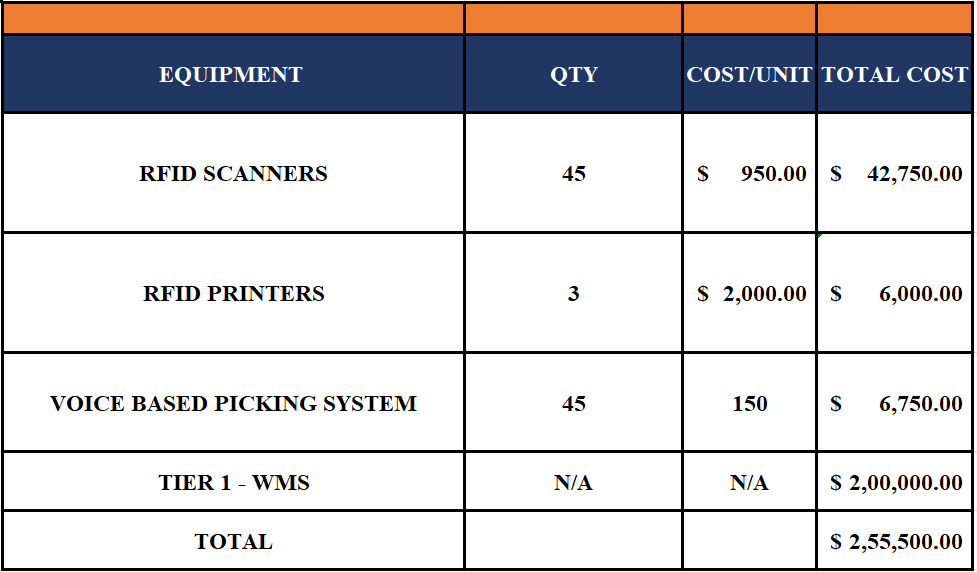 EQUIPMENT QTY COST/UNIT TOTAL COST
RFID SCANNERS 45 $ 950.00 $ 42,750.00
RFID PRINTERS 3 $ 2,000.00 $ 6,000.00
VOICE BASED PICKING SYSTEM 45 150 $ 6,750.00
TIER 1 - WMS N/A N/A $ 2,00,000.00
TOTAL $ 2,55,500.00